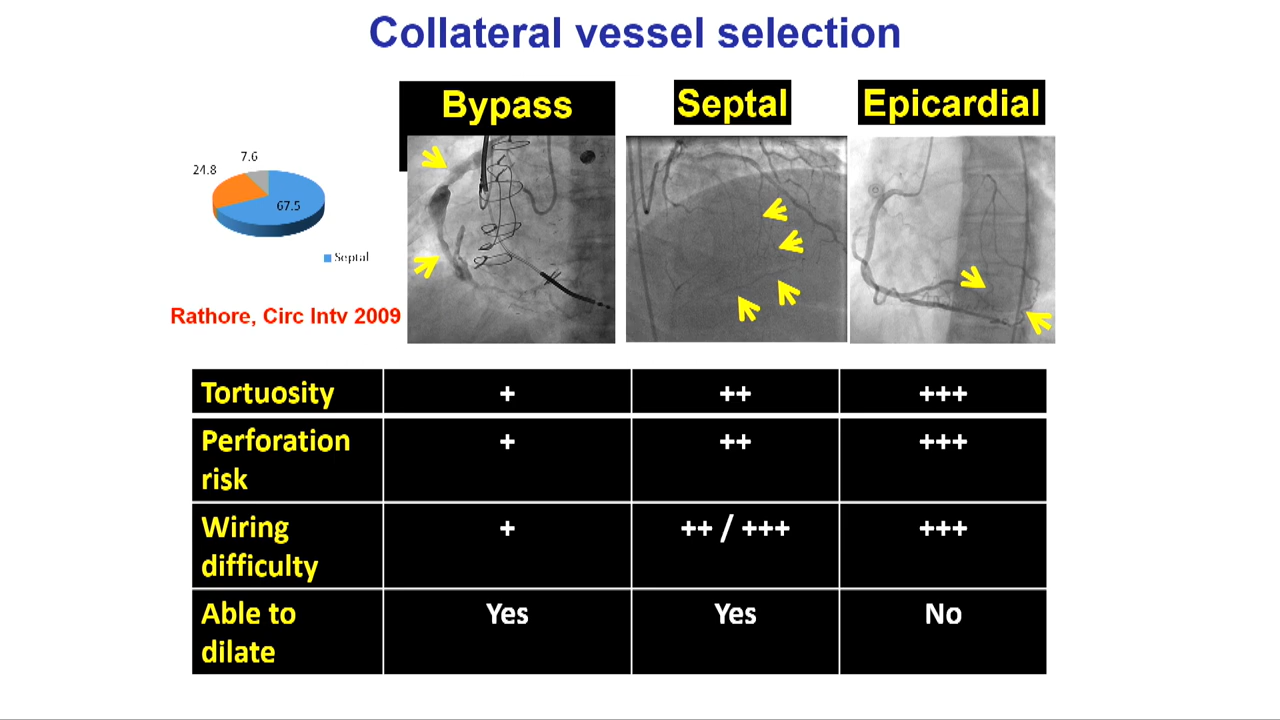 Collateral vessel selection
Bypass
Septal
Epicardial
7.6
24.8
67.5
Septal
Rathore, Circ Intv 2009
Tortuosity + ++ +++
Perforation
risk + ++ +++
Wiring
difficulty + ++ / +++ +++
Able to
dilate Yes Yes No